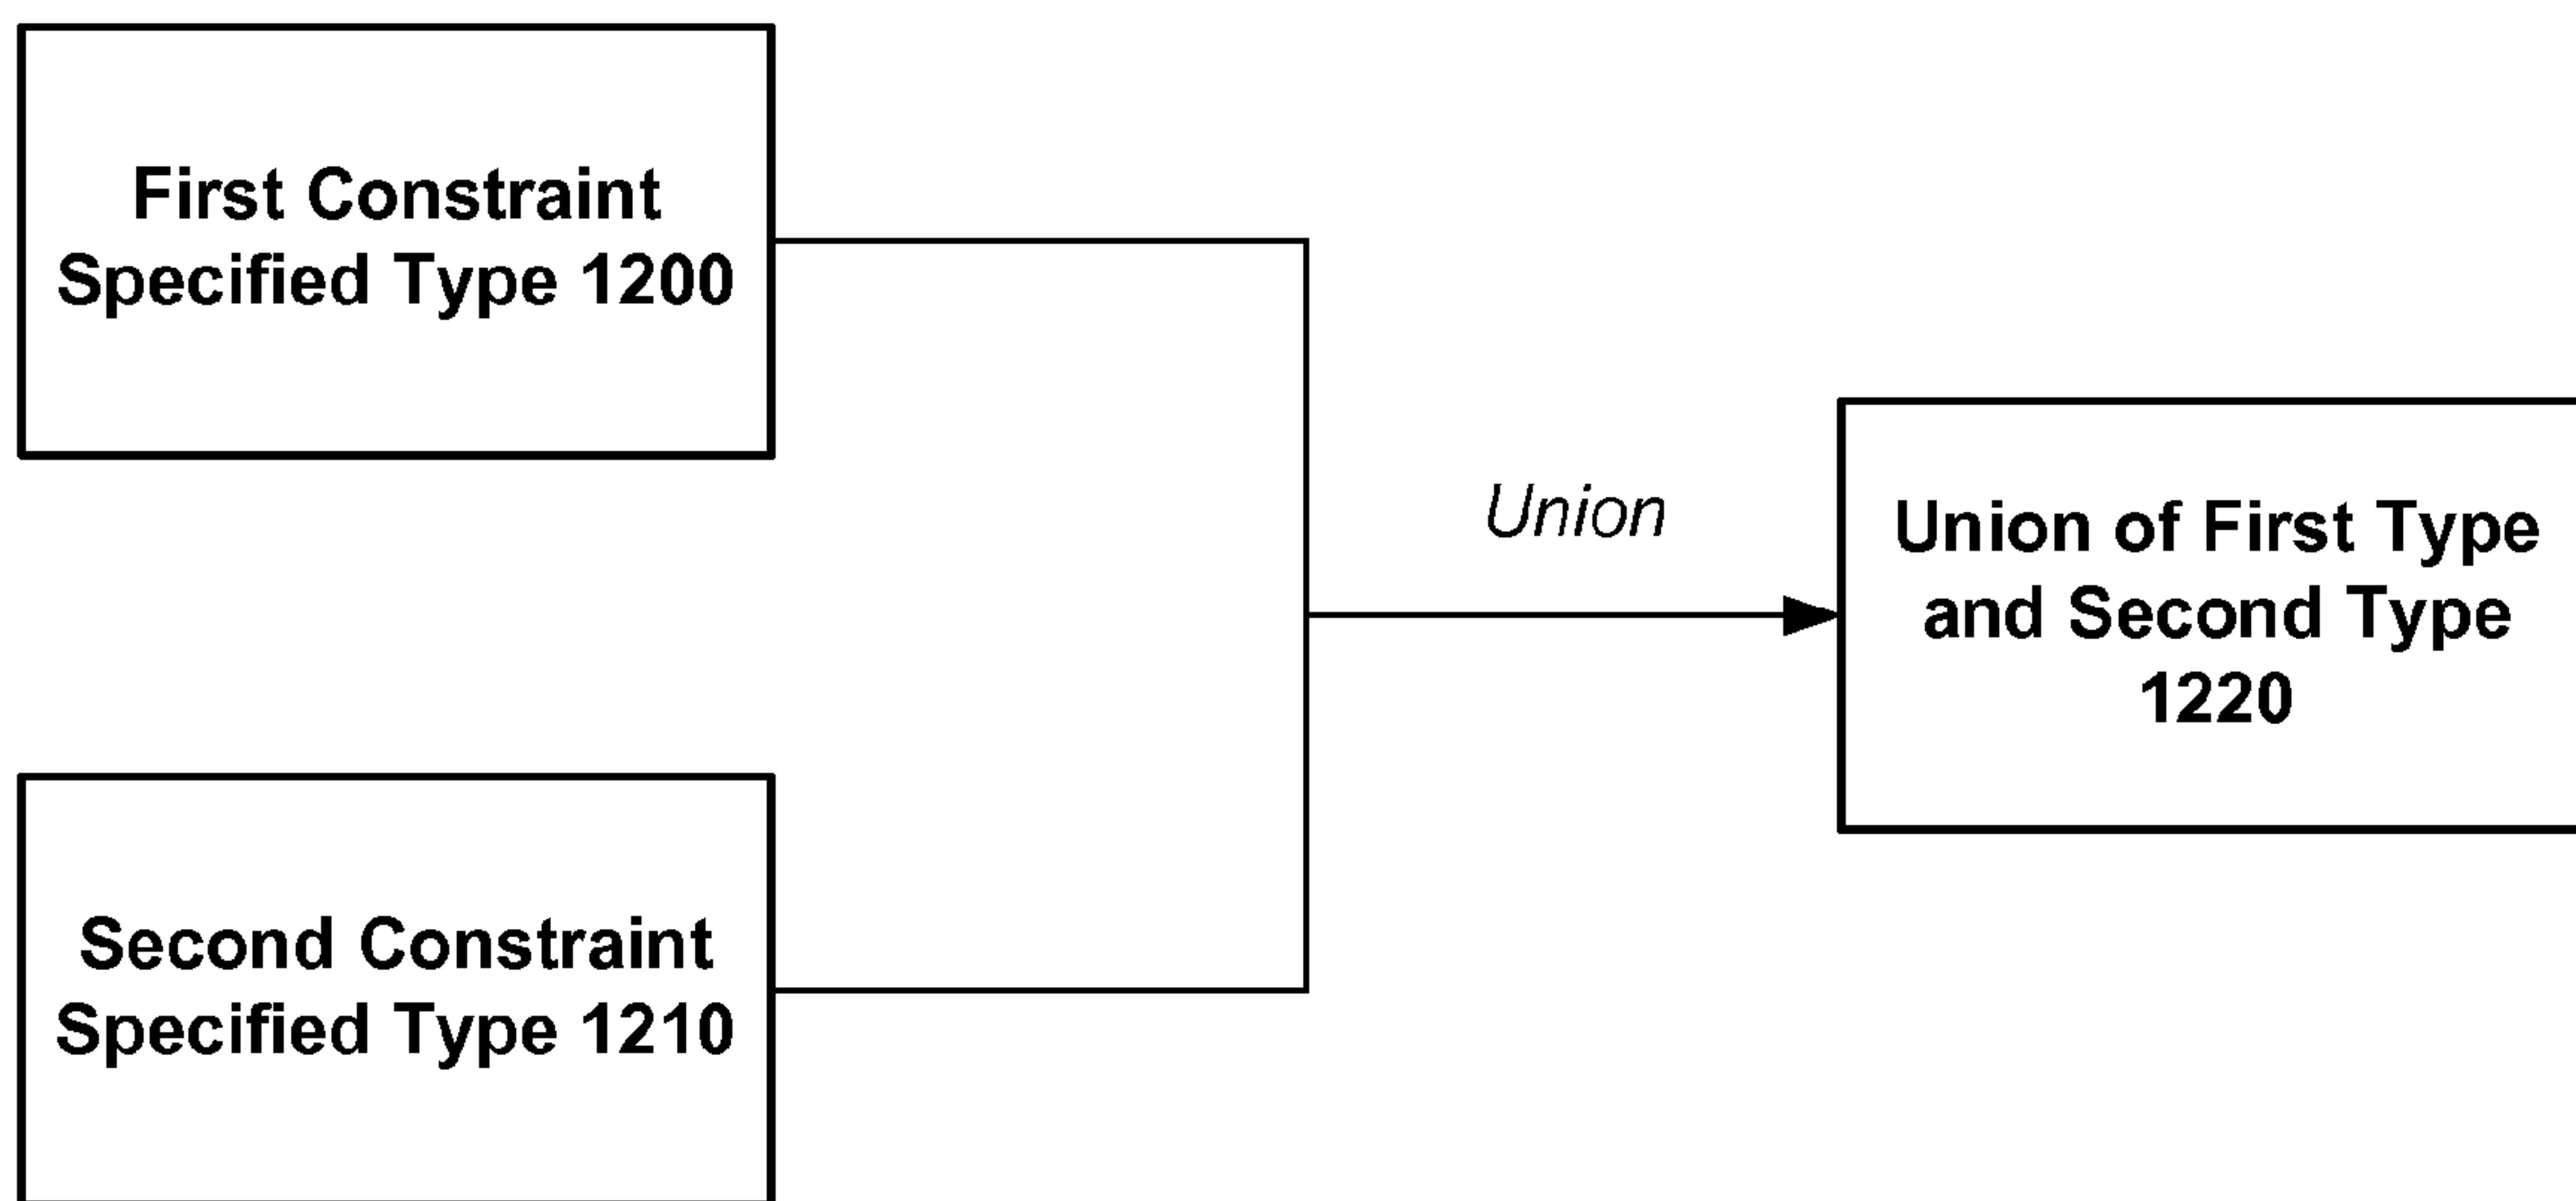 First Constraint
Specified Type 1200
Union
Union of First Type
and Second Type
1220
Second Constraint
Specified Type 1210